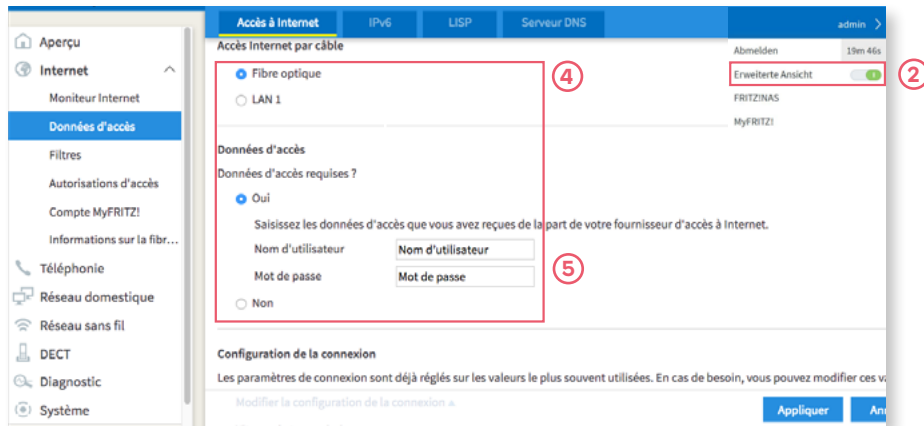 Accès à Internet
IPv6
LISP
Serveur DNS
admin
Aperçu
Internet
Moniteur Internet
Données d'accès
Filtres
Autorisations d'accès
Compte MyFRITZ!
Informations sur la fibr...
Téléphonie
Réseau domestique
Réseau sans fil
DECT
Diagnostic
Système
Accès Internet par câble
Fibre optique
LAN 1
4
Données d'accès
Données d'accès requises ?
Oui
Saisissez les données d'accès que vous avez reçues de la part de votre fournisseur d'accès à Internet.
Nom d'utilisateur Nom d'utilisateur
Mot de passe Mot de passe
5
Non
Configuration de la connexion
Les paramètres de connexion sont déjà réglés sur les valeurs le plus souvent utilisées. En cas de besoin, vous pouvez modifier ces
Modifier la configuration de la connexion
Appliquer
Abmelden 19m 46s
Erweiterte Ansicht
2
FRITZ!NAS
MyFRITZ!